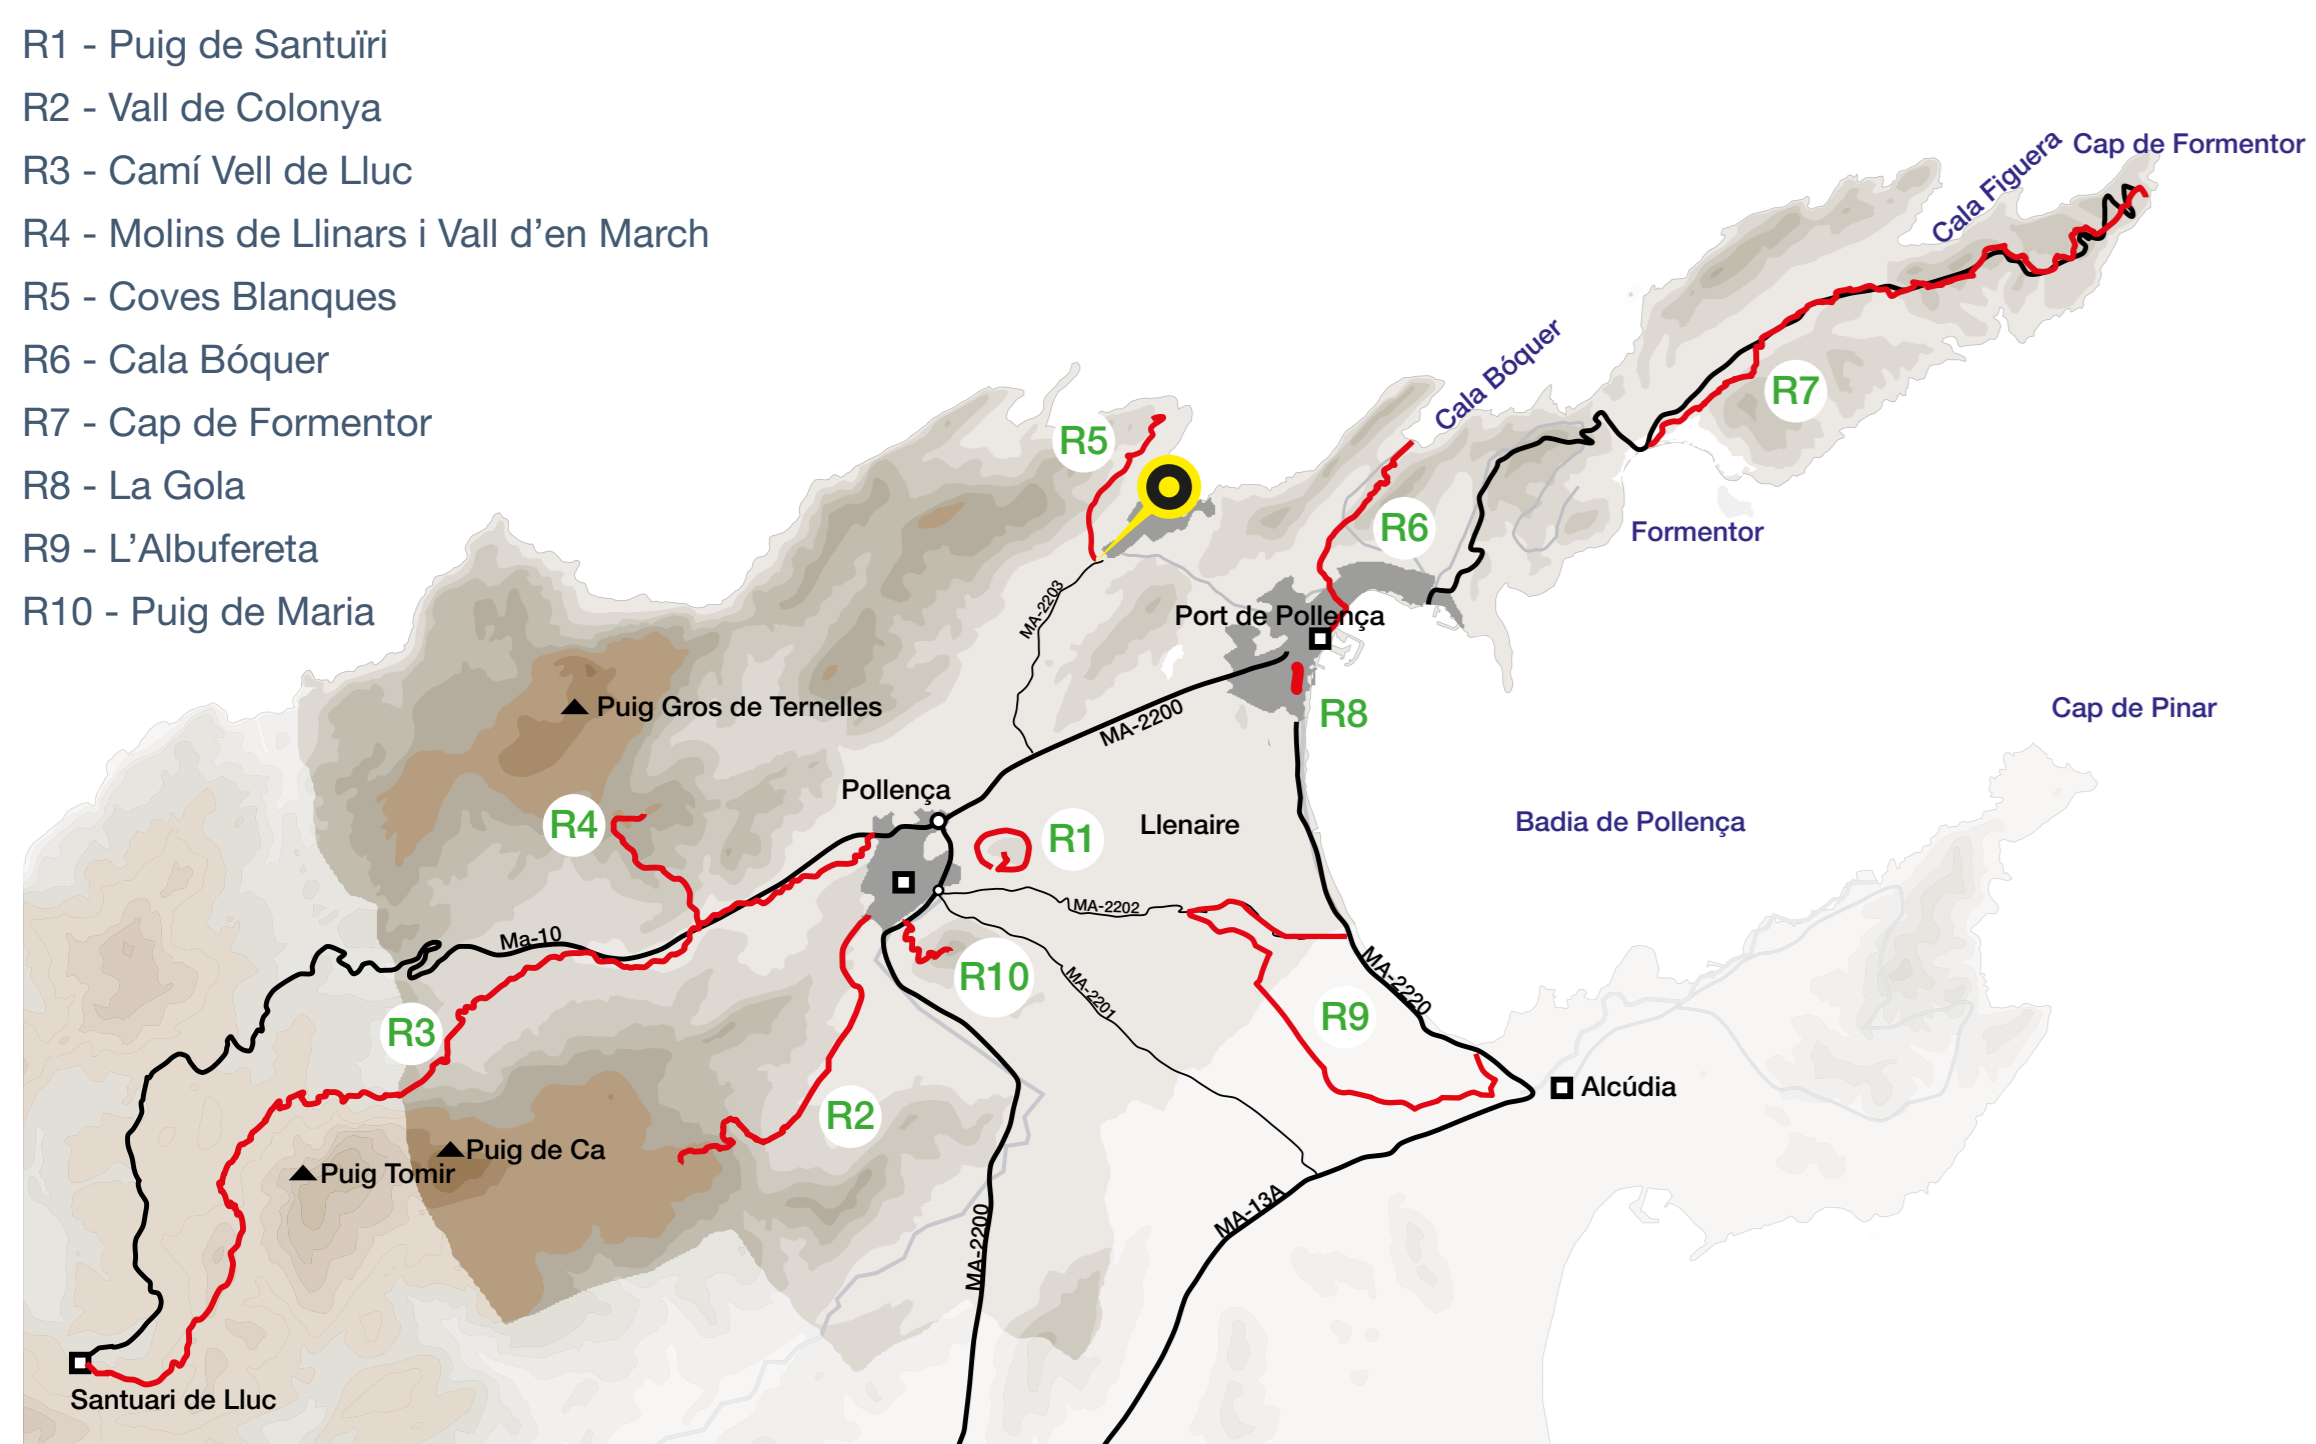 R1 - Puig de Santuïri
R2 - Vall de Colonya
R3 - Camí Vell de Lluc
R4 - Molins de Llinars i Vall d’en March
R5 - Coves Blanques
R6 - Cala Bóquer
R7 - Cap de Formentor
R8 - La Gola
R9 - L’Albufereta
R10 - Puig de Maria
Cap de Formentor
Cala Figuera
Cala Bóquer
R7
R5
R6
Formentor
MA-2203
Port de Pollença
Puig Gros de Ternelles
Cap de Pinar
R8
MA-2200
Pollença
R4
R1
Llenaire
Badia de Pollença
MA-2202
Ma-10
R10
MA-2201
MA-2220
R9
R3
Alcúdia
R2
Puig de Ca
Puig Tomir
MA-13A
MA-2200
Santuari de Lluc